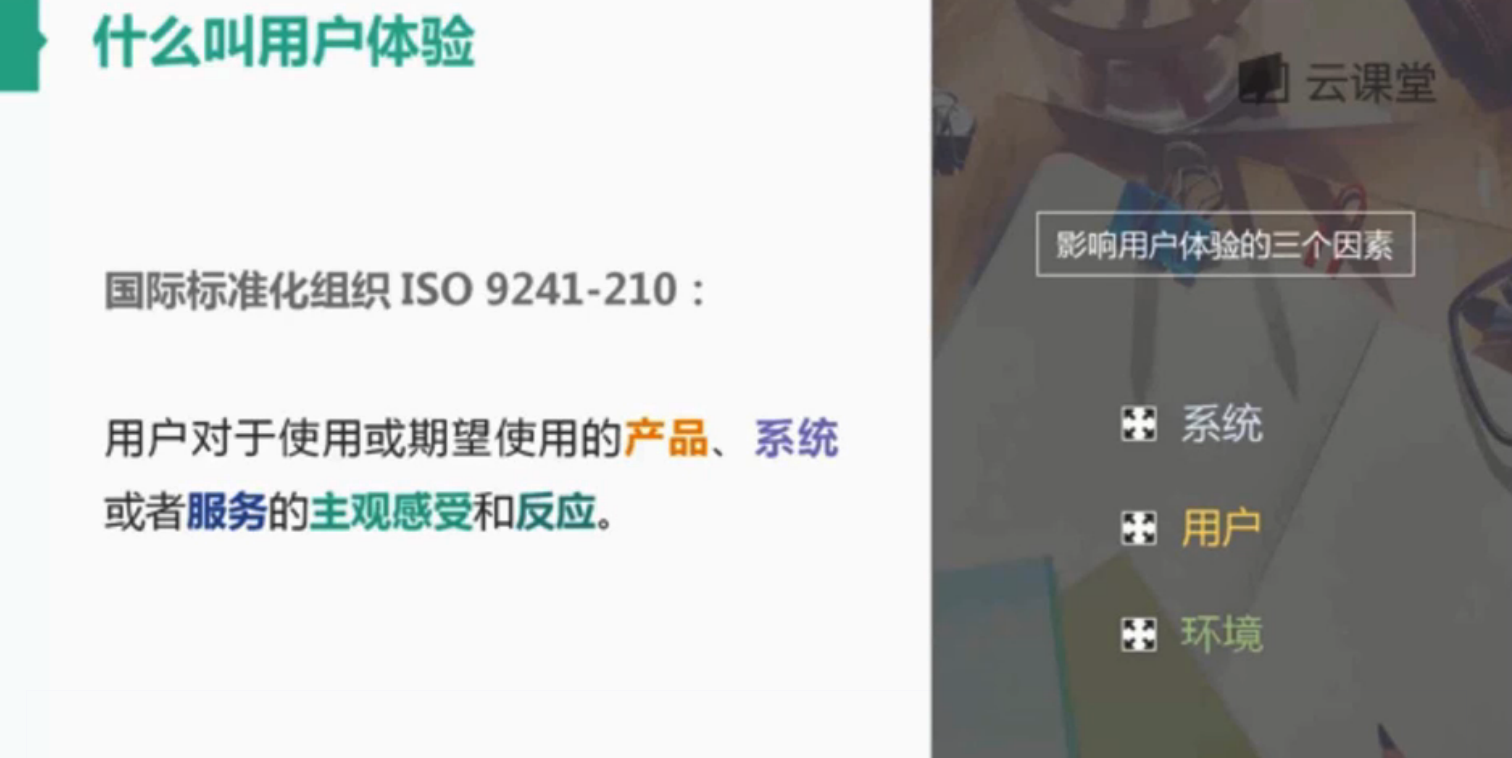 什么叫用户体验
国际标准化组织 ISO 9241-210：
用户对于使用或期望使用的产品、系统
或者服务的主观感受和反应。
云课堂
影响用户体验的三个因素
系统
用户
环境